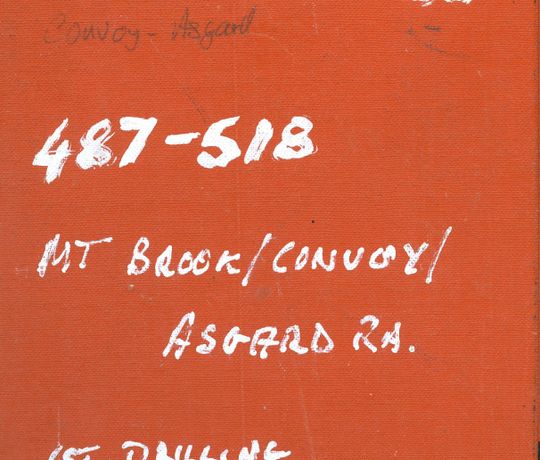 Convoy - Asgard
487-518
MT BROOK/CONVOY/
ASGARD RA.